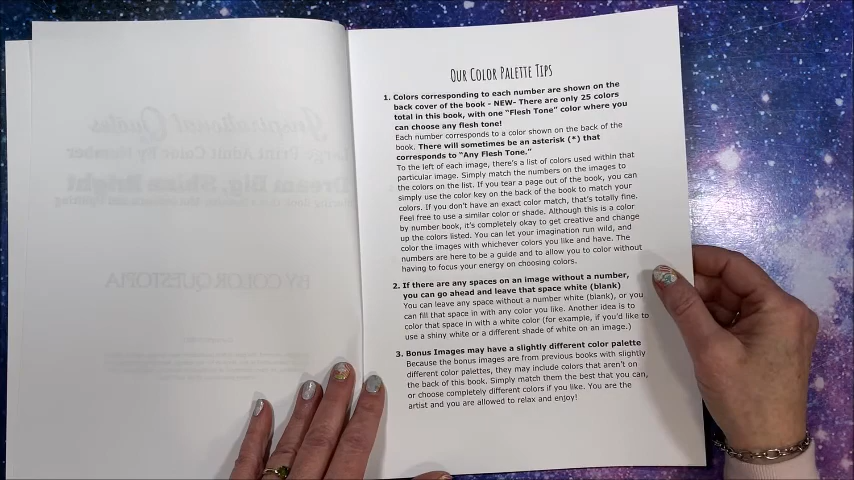 OUR COLOR PALETTE TIPS
1. Colors corresponding to each number are shown on the
back cover of the book - NEW- There are only 25 colors
total in this book, with one "Flesh Tone" color where you
can choose any flesh tone!
Each number corresponds to a color shown on the back of the
book. There will sometimes be an asterisk (*) that
corresponds to "Any Flesh Tone."
To the left of each image, there's a list of colors used within that
particular image. Simply match the numbers on the images to
the colors on the list. If you tear a page out of the book, you can
simply use the color key on the back of the book to match your
colors. If you don't have an exact color match, that's totally fine.
Feel free to use a similar color or shade. Although this is a color
by number book, it's completely okay to get creative and change
up the colors listed. You can let your imagination run wild, and
color the images with whichever colors you like and have. The
numbers are here to be a guide and to allow you to color without
having to focus your energy on choosing colors.
2. If there are any spaces on an image without a number,
you can go ahead and leave that space white (blank)
You can leave any space without a number white (blank), or you
can fill that space in with any color you like. Another idea is to
color that space in with a white color (for example, if you'd like to
use a shiny white or a different shade of white on an image.)
3. Bonus Images may have a slightly different color palette
Because the bonus images are from previous books with slightly
different color palettes, they may include colors that aren't on
the back of this book. Simply match them the best that you can,
or choose completely different colors if you like. You are the
artist and you are allowed to relax and enjoy!